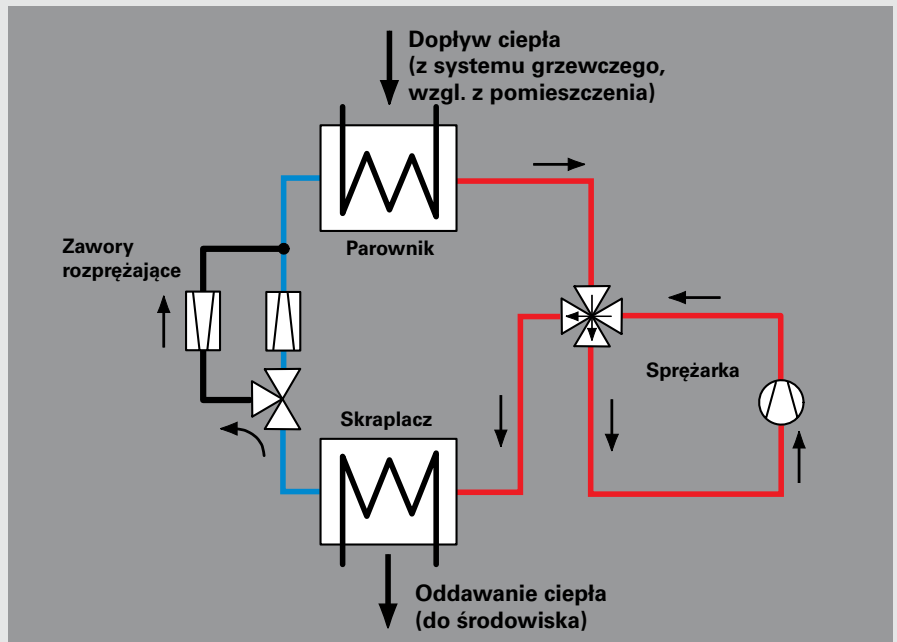 Dopływ ciepła
(z systemu grzewczego,
wzgl. z pomieszczenia)
Parownik
Zawory
rozprężające
Sprężarka
Skraplacz
Oddawanie ciepła
(do środowiska)